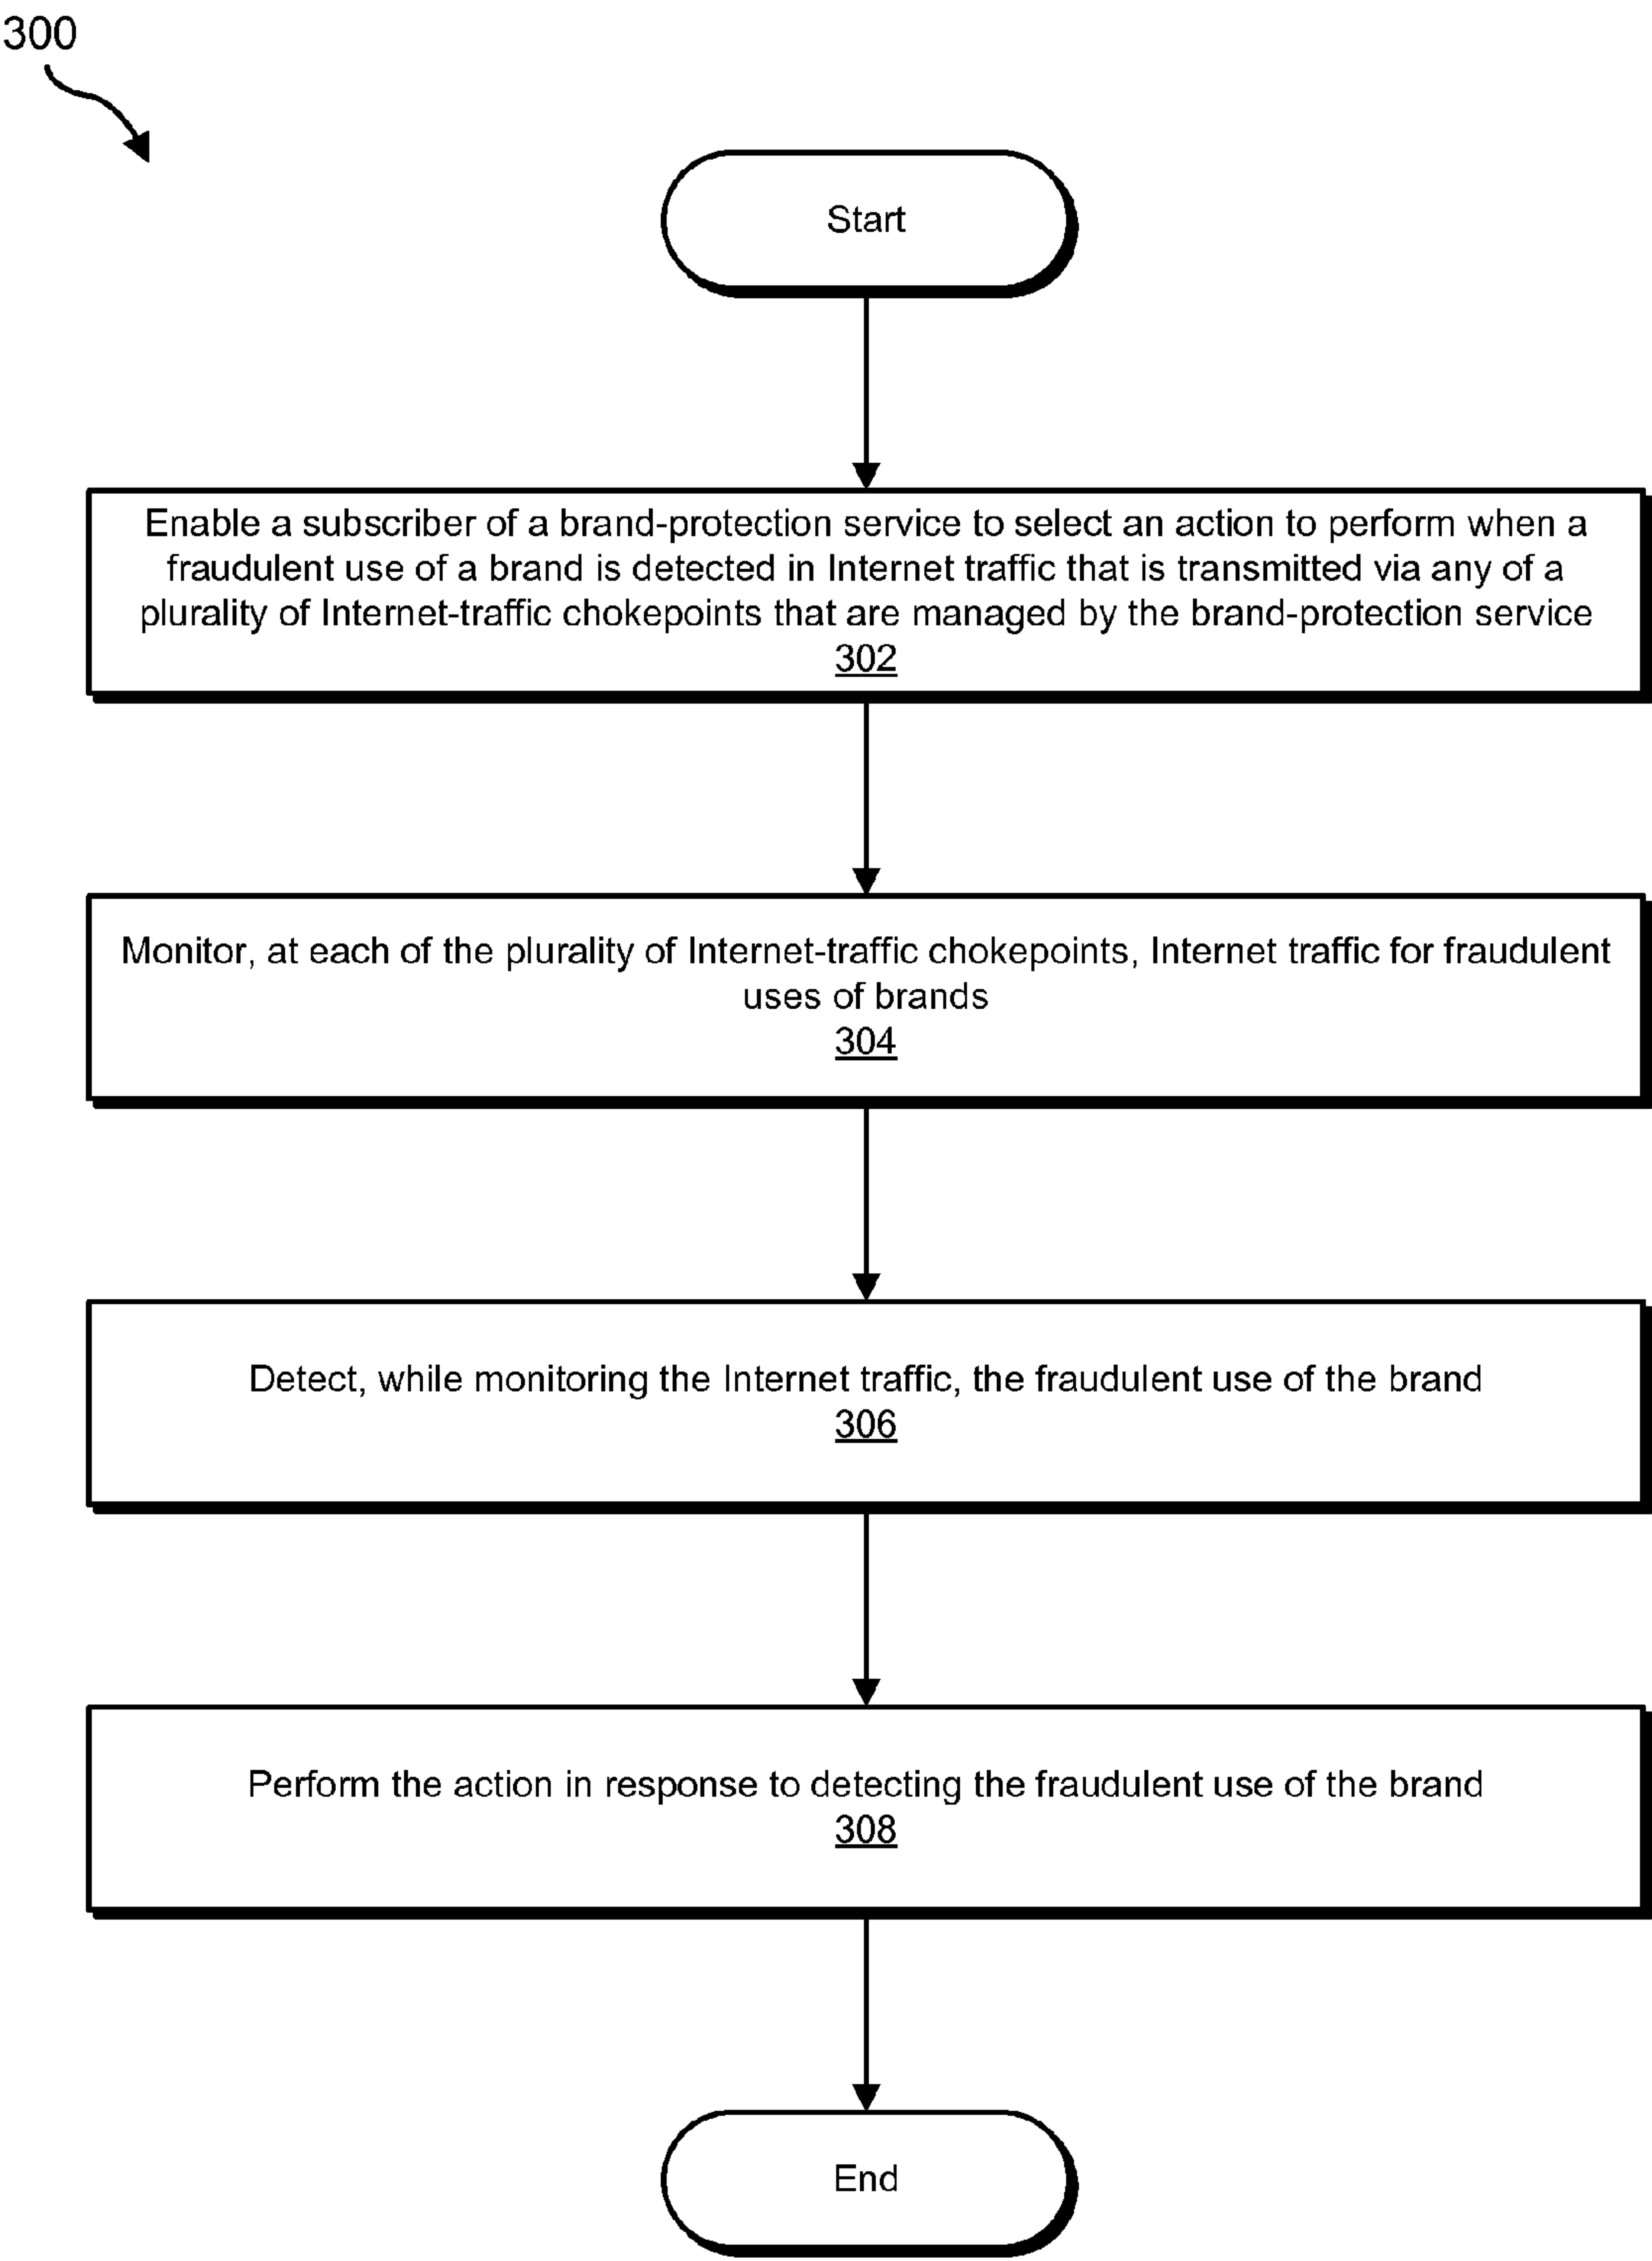 300
Start
Enable a subscriber of a brand-protection service to select an action to perform when a
fraudulent use of a brand is detected in Internet traffic that is transmitted via any of a
plurality of Internet-traffic chokepoints that are managed by the brand-protection service
302
Monitor, at each of the plurality of Internet-traffic chokepoints, Internet traffic for fraudulent
uses of brands
304
Detect, while monitoring the Internet traffic, the fraudulent use of the brand
306
Perform the action in response to detecting the fraudulent use of the brand
308
End